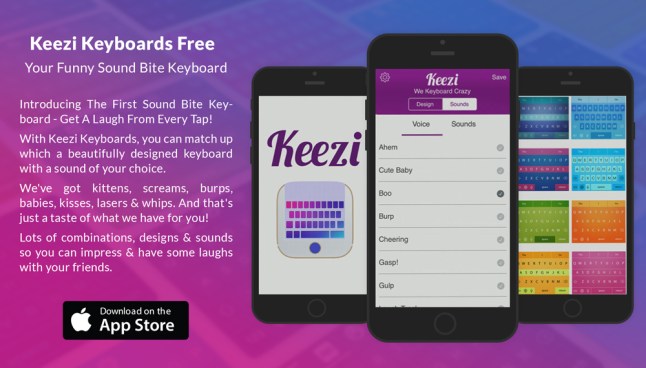 Keezi Keyboards Free
Your Funny Sound Bite Keyboard
Introducing The First Sound Bite Key-
board - Get A Laugh From Every Tap!
With Keezi Keyboards, you can match up
which a beautifully designed keyboard
with a sound of your choice.
We've got kittens, screams, burps,
babies, kisses, lasers & whips. And that's
just a taste of what we have for you!
Lots of combinations, designs & sounds
so you can impress & have some laughs
with your friends.
Download on the
App Store
Keezi
Keezi
Save
We Keyboard Crazy
Design Sounds
Voice Sounds
Ahem
Cute Baby
Boo
Burp
Cheering
Gasp!
Gulp